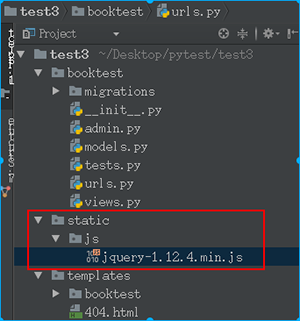 test3 booktest urls.py
Project
test3 ~/Desktop/pytest/test3
booktest
migrations
__init__.py
admin.py
models.py
tests.py
urls.py
views.py
static
js
jquery-1.12.4.min.js
templates
booktest
404.html